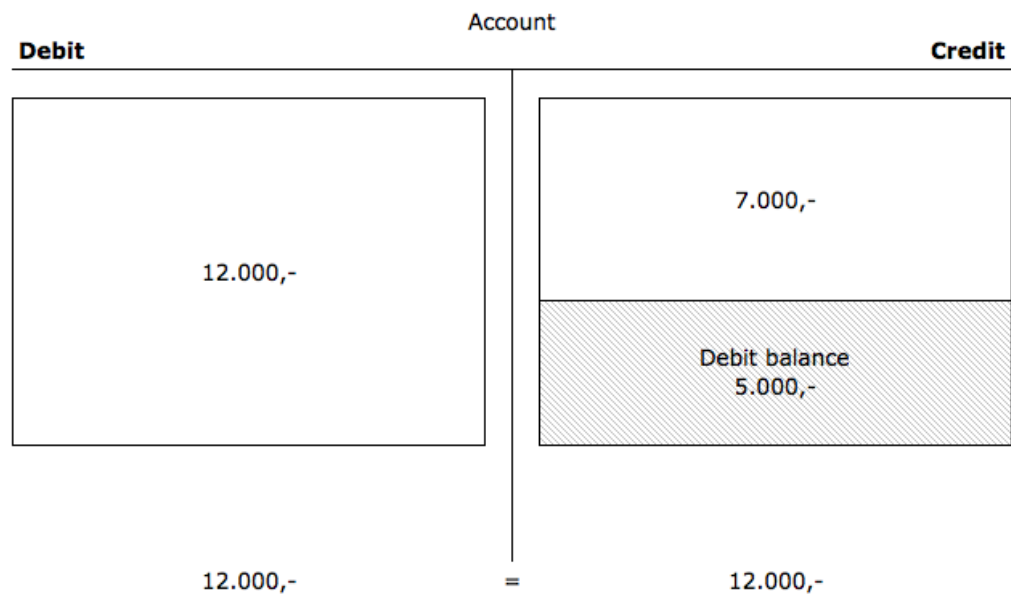 Account
Debit Credit
12.000,-
7.000,-
Debit balance
5.000,-
12.000,- = 12.000,-